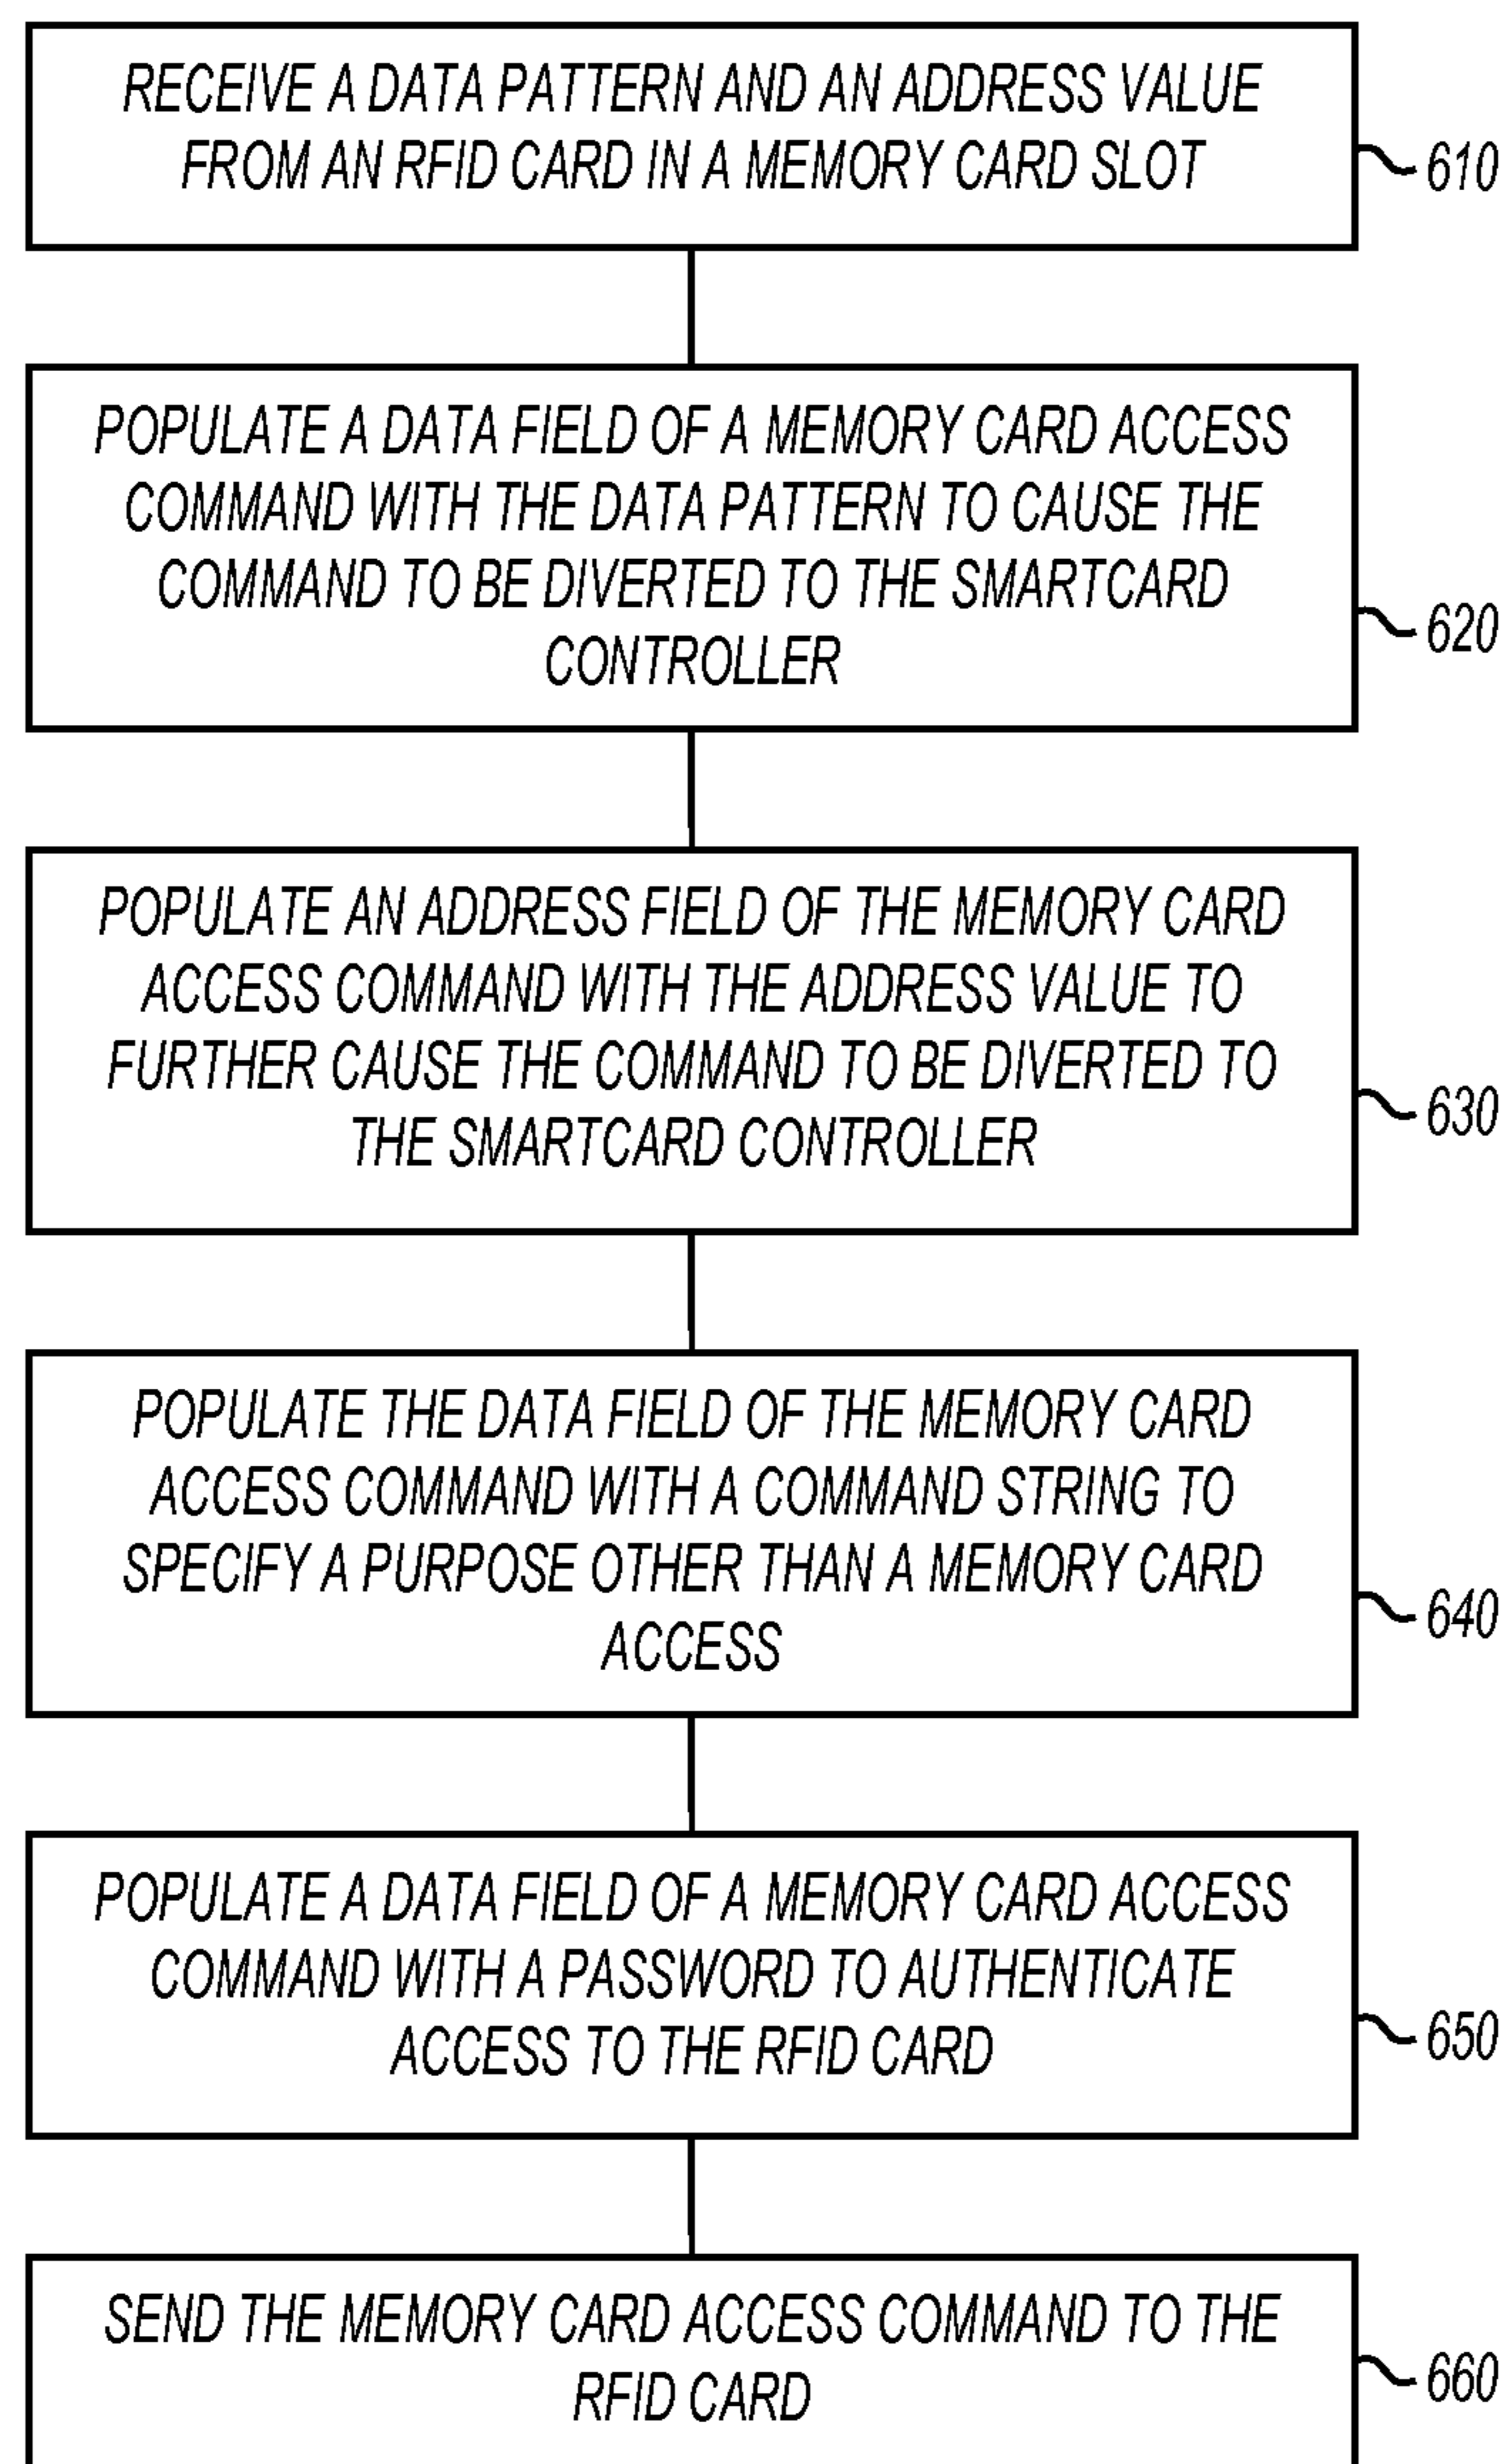 RECEIVE A DATA PATTERN AND AN ADDRESS VALUE
FROM AN RFID CARD IN A MEMORY CARD SLOT
610
POPULATE A DATA FIELD OF A MEMORY CARD ACCESS
COMMAND WITH THE DATA PATTERN TO CAUSE THE
COMMAND TO BE DIVERTED TO THE SMARTCARD
CONTROLLER
620
POPULATE AN ADDRESS FIELD OF THE MEMORY CARD
ACCESS COMMAND WITH THE ADDRESS VALUE TO
FURTHER CAUSE THE COMMAND TO BE DIVERTED TO
THE SMARTCARD CONTROLLER
630
POPULATE THE DATA FIELD OF THE MEMORY CARD
ACCESS COMMAND WITH A COMMAND STRING TO
SPECIFY A PURPOSE OTHER THAN A MEMORY CARD
ACCESS
640
POPULATE A DATA FIELD OF A MEMORY CARD ACCESS
COMMAND WITH A PASSWORD TO AUTHENTICATE
ACCESS TO THE RFID CARD
650
SEND THE MEMORY CARD ACCESS COMMAND TO THE
RFID CARD
660